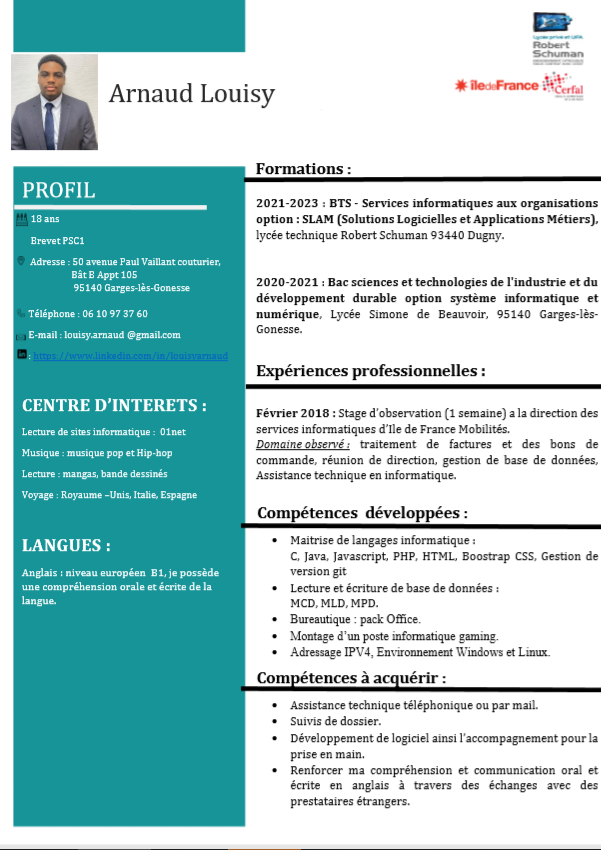 Lycée privé et UFA
Robert
Schuman
îledeFrance
Cerfal
Arnaud Louisy
PROFIL
18 ans
Brevet PSC1
Adresse : 50 avenue Paul Vaillant couturier,
Bât E Appt 105
95140 Garges-lès-Gonesse
Téléphone : 06 10 97 37 60
E-mail : louisy.arnaud @gmail.com
: https://www.linkedin.com/in/louisyarnaud
CENTRE D'INTERETS :
Lecture de sites informatique : 01net
Musique : musique pop et Hip-hop
Lecture : mangas, bande dessinés
Voyage : Royaume –Unis, Italie, Espagne
LANGUES :
Anglais : niveau européen B1, je possède
une compréhension orale et écrite de la
langue.
Formations :
2021-2023 : BTS - Services informatiques aux organisations
option : SLAM (Solutions Logicielles et Applications Métiers),
lycée technique Robert Schuman 93440 Dugny.
2020-2021 : Bac sciences et technologies de l'industrie et du
développement durable option système informatique et
numérique, Lycée Simone de Beauvoir, 95140 Garges-lès-
Gonesse.
Expériences professionnelles :
Février 2018 : Stage d'observation (1 semaine) a la direction des
services informatiques d'Ile de France Mobilités.
Domaine observé : traitement de factures et des bons de
commande, réunion de direction, gestion de base de données,
Assistance technique en informatique.
Compétences développées :
• Maitrise de langages informatique :
C, Java, Javascript, PHP, HTML, Boostrap CSS, Gestion de
version git
• Lecture et écriture de base de données :
MCD, MLD, MPD.
• Bureautique : pack Office.
• Montage d'un poste informatique gaming.
• Adressage IPV4, Environnement Windows et Linux.
Compétences à acquérir :
• Assistance technique téléphonique ou par mail.
• Suivis de dossier.
• Développement de logiciel ainsi l'accompagnement pour la
prise en main.
• Renforcer ma compréhension et communication oral et
écrite en anglais à travers des échanges avec des
prestataires étrangers.